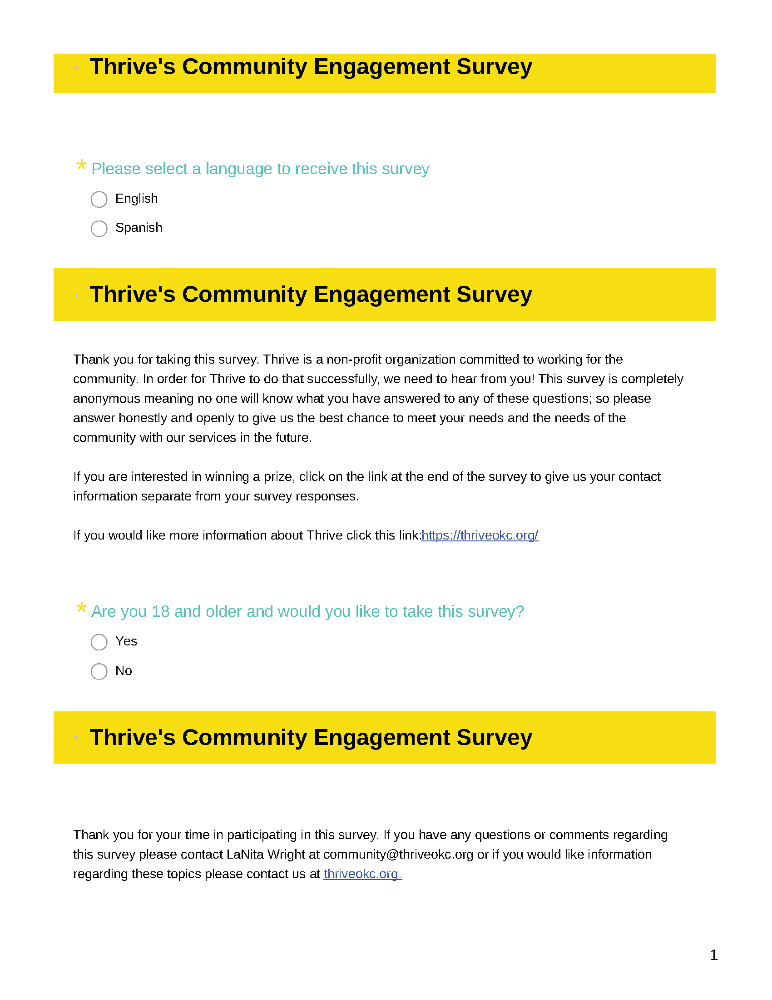 Thrive's Community Engagement Survey
* Please select a language to receive this survey
English
Spanish
Thrive's Community Engagement Survey
Thank you for taking this survey. Thrive is a non-profit organization committed to working for the
community. In order for Thrive to do that successfully, we need to hear from you! This survey is completely
anonymous meaning no one will know what you have answered to any of these questions; so please
answer honestly and openly to give us the best chance to meet your needs and the needs of the
community with our services in the future.
If you are interested in winning a prize, click on the link at the end of the survey to give us your contact
information separate from your survey responses.
If you would like more information about Thrive click this link:https://thriveokc.org/
* Are you 18 and older and would you like to take this survey?
Yes
No
Thrive's Community Engagement Survey
Thank you for your time in participating in this survey. If you have any questions or comments regarding
this survey please contact LaNita Wright at community@thriveokc.org or if you would like information
regarding these topics please contact us at thriveokc.org.
1